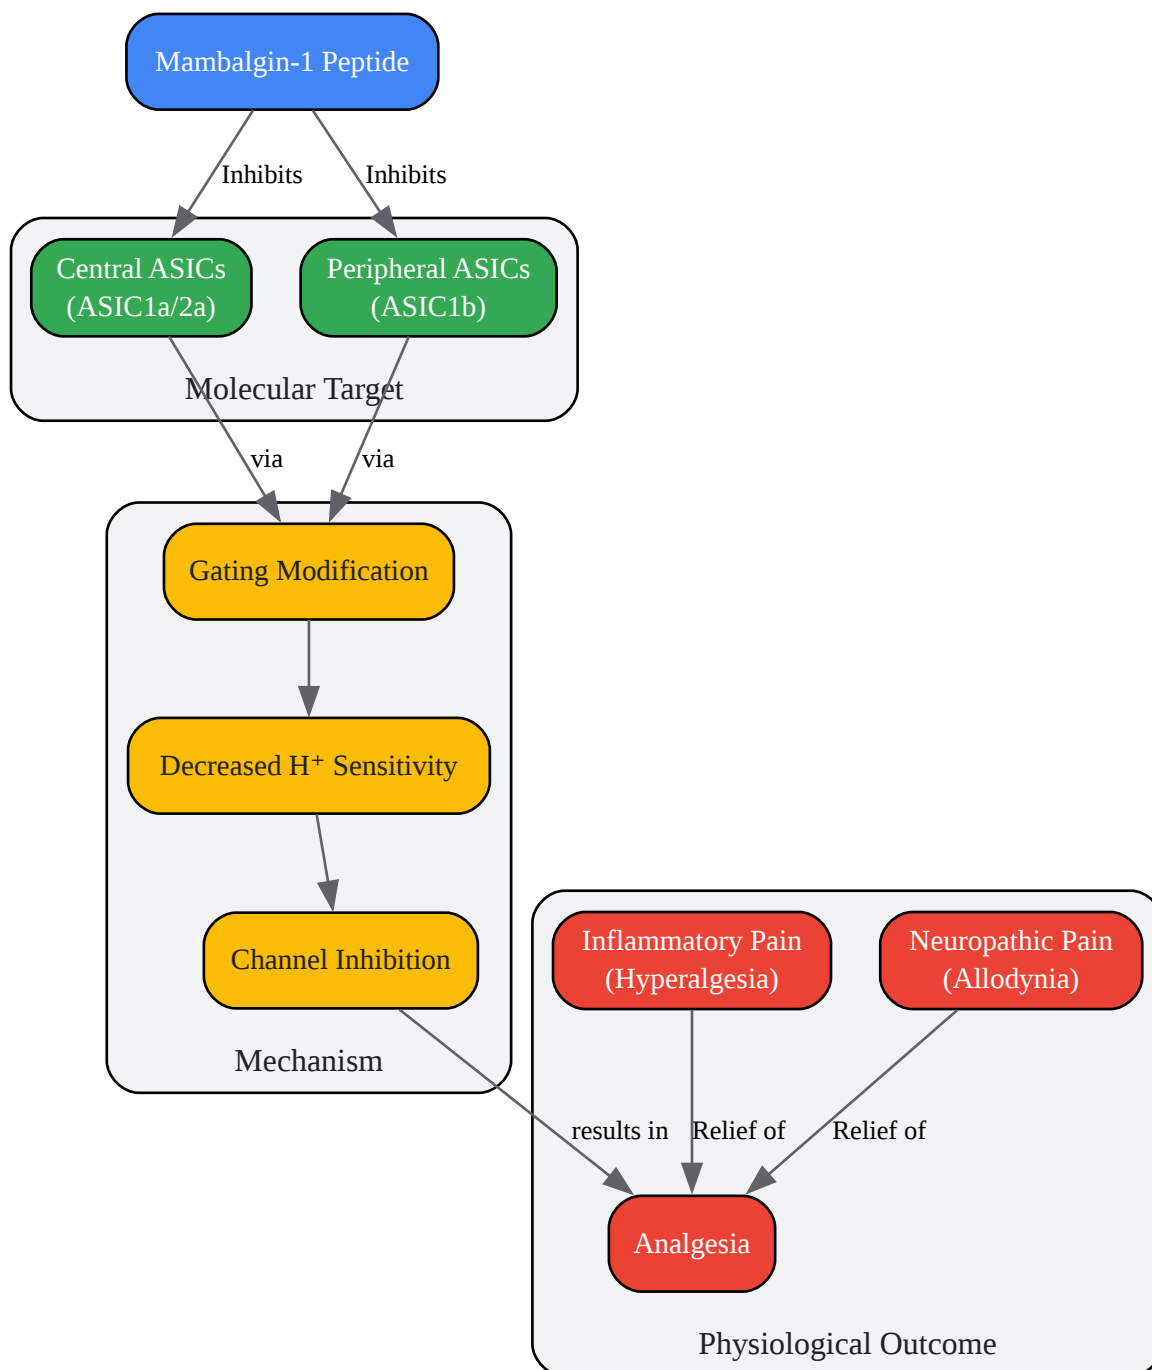 Mambalgin-1 Peptide
Inhibits
Inhibits
Central ASICs
(ASIC1a/2a)
Peripheral ASICs
(ASIC1b)
Molecular Target
via
via
Gating Modification
Decreased H⁺ Sensitivity
Channel Inhibition
Mechanism
Inflammatory Pain
(Hyperalgesia)
Neuropathic Pain
(Allodynia)
results in
Relief of
Relief of
Analgesia
Physiological Outcome